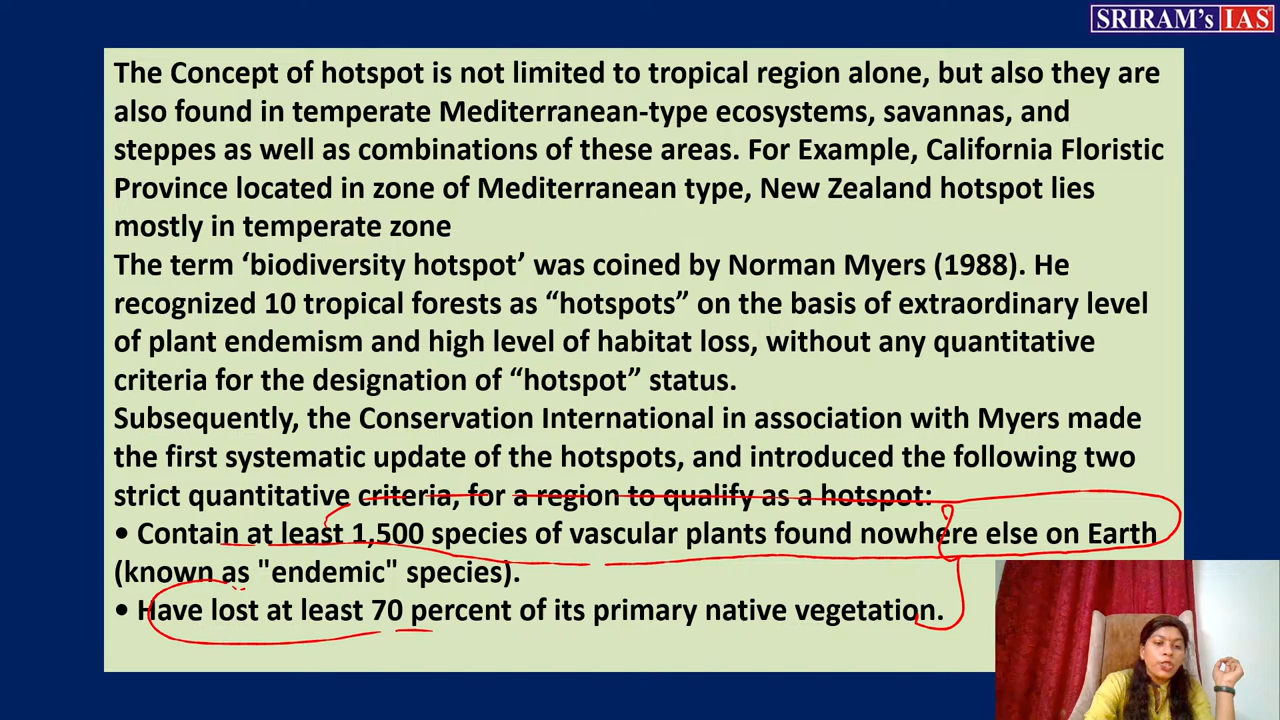 SRIRAM's IAS
The Concept of hotspot is not limited to tropical region alone, but also they are
also found in temperate Mediterranean-type ecosystems, savannas, and
steppes as well as combinations of these areas. For Example, California Floristic
Province located in zone of Mediterranean type, New Zealand hotspot lies
mostly in temperate zone
The term ‘biodiversity hotspot’ was coined by Norman Myers (1988). He
recognized 10 tropical forests as “hotspots” on the basis of extraordinary level
of plant endemism and high level of habitat loss, without any quantitative
criteria for the designation of “hotspot” status.
Subsequently, the Conservation International in association with Myers made
the first systematic update of the hotspots, and introduced the following two
strict quantitative criteria, for a region to qualify as a hotspot:
• Contain at least 1,500 species of vascular plants found nowhere else on Earth
(known as "endemic" species).
• Have lost at least 70 percent of its primary native vegetation.